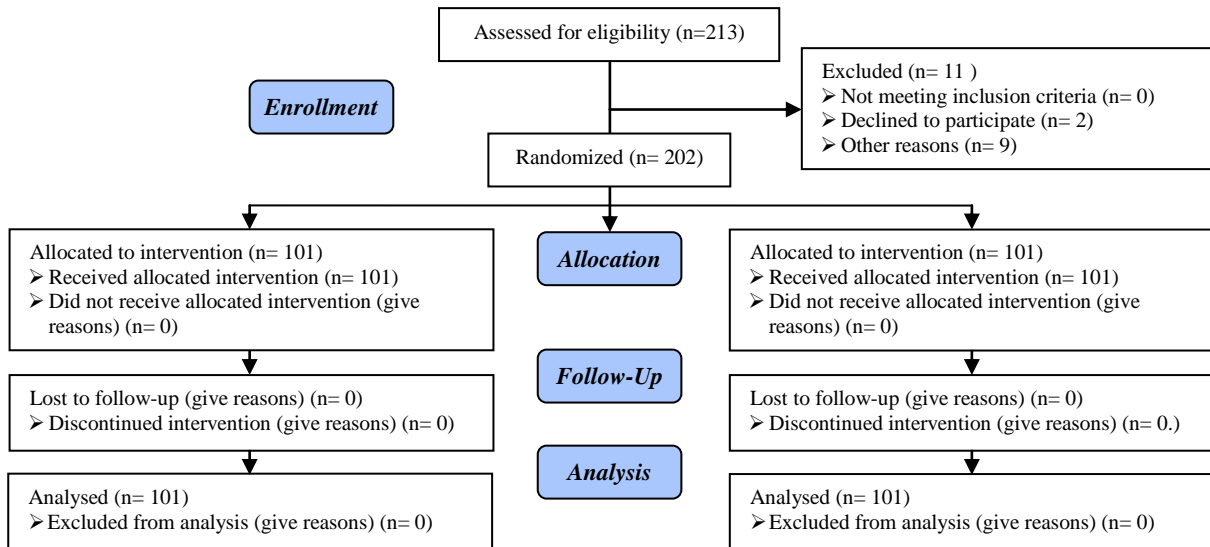 Assessed for eligibility (n=213)
Excluded (n= 11 )
➢ Not meeting inclusion criteria (n= 0)
➢ Declined to participate (n= 2)
➢ Other reasons (n= 9)
Enrollment
Randomized (n= 202)
Allocated to intervention (n= 101)
➢ Received allocated intervention (n= 101)
➢ Did not receive allocated intervention (give
reasons) (n= 0)
Allocation
Allocated to intervention (n= 101)
➢ Received allocated intervention (n= 101)
➢ Did not receive allocated intervention (give
reasons) (n= 0)
Follow-Up
Lost to follow-up (give reasons) (n= 0)
➢ Discontinued intervention (give reasons) (n= 0)
Lost to follow-up (give reasons) (n= 0)
➢ Discontinued intervention (give reasons) (n= 0.)
Analysis
Analysed (n= 101)
➢ Excluded from analysis (give reasons) (n= 0)
Analysed (n= 101)
➢ Excluded from analysis (give reasons) (n= 0)